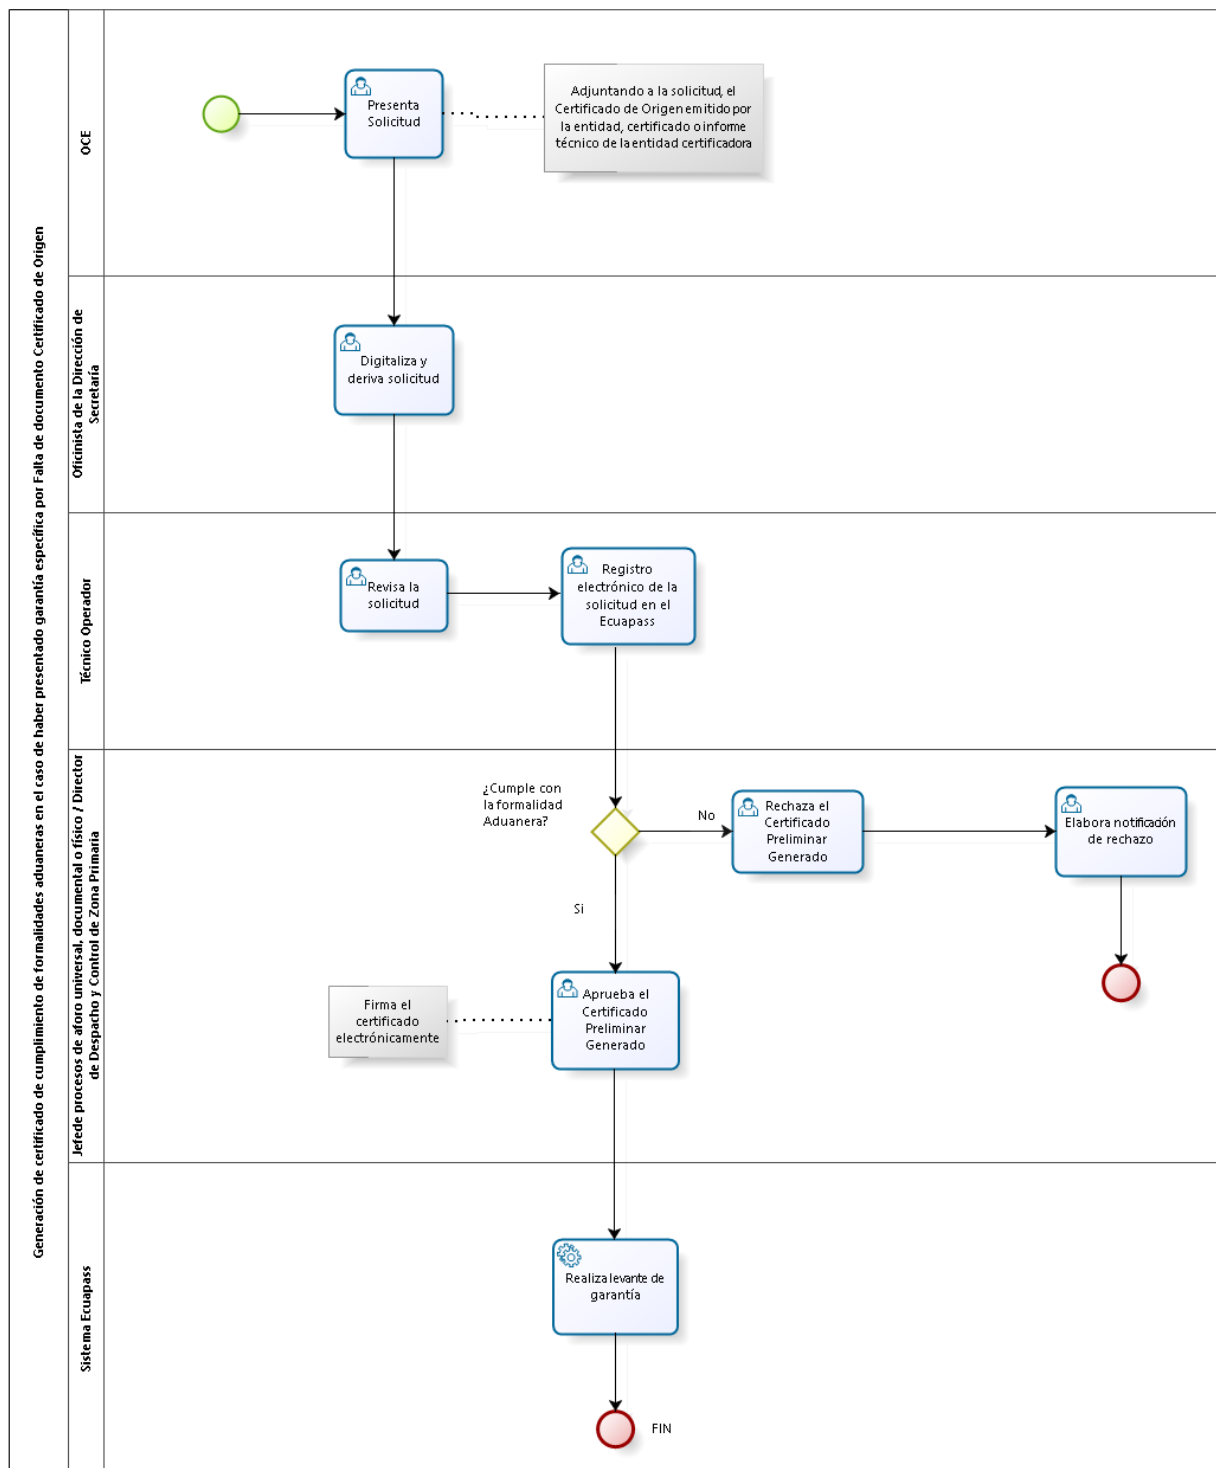 Generación de certificado de cumplimiento de formalidades aduaneras en el caso de haber presentado garantía específica por Falta de documento Certificado de Origen
OCE
Presenta
Solicitud
Adjuntando a la solicitud, el
Certificado de Origen emitido por
la entidad, certificado o informe
técnico de la entidad certificadora
Oficinista de la Dirección de
Secretaría
Digitaliza y
deriva solicitud
Técnico Operador
Revisa la
solicitud
Registro
electrónico de la
solicitud en el
Ecuapass
Jefede procesos de aforo universal, documental o físico / Director
de Despacho y Control de Zona Primaria
¿Cumple con
la formalidad
Aduanera?
No
Rechaza el
Certificado
Preliminar
Generado
Elabora notificación
de rechazo
Si
Firma el
certificado
electrónicamente
Aprueba el
Certificado
Preliminar
Generado
Sistema Ecuapass
Realiza levante de
garantía
FIN